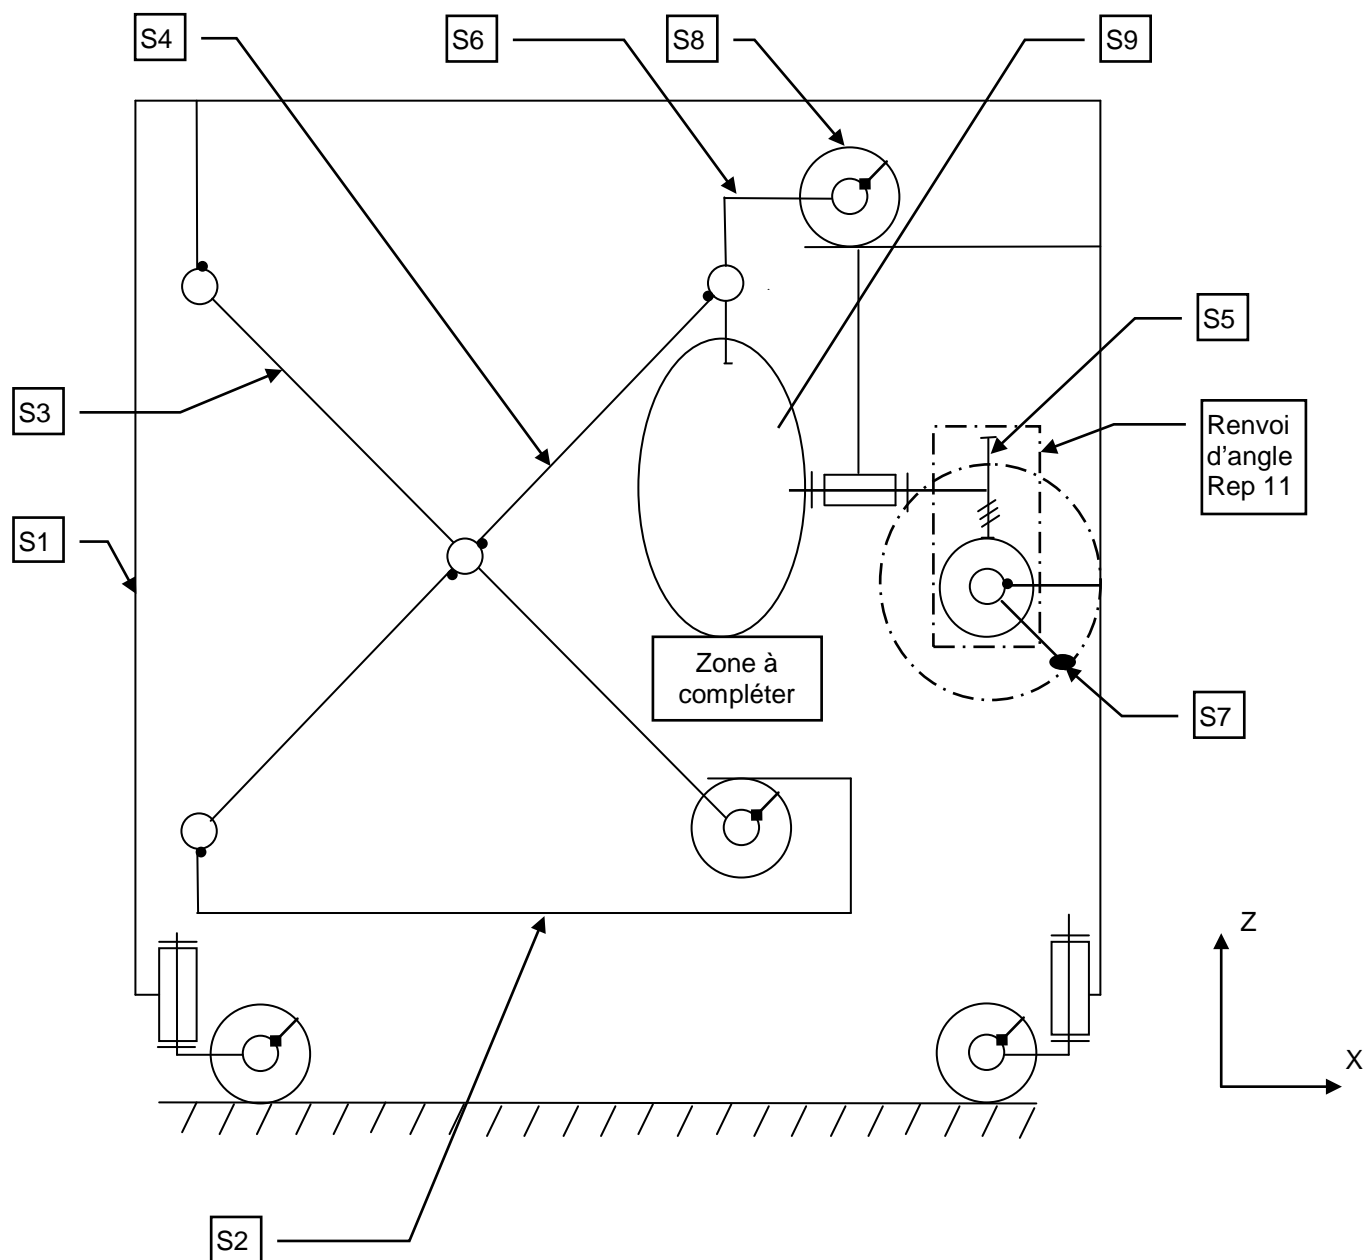 S4
S6
S8
S9
S5
S3
Renvoi
d'angle
Rep 11
S1
Zone à
compléter
S7
Z
X
S2